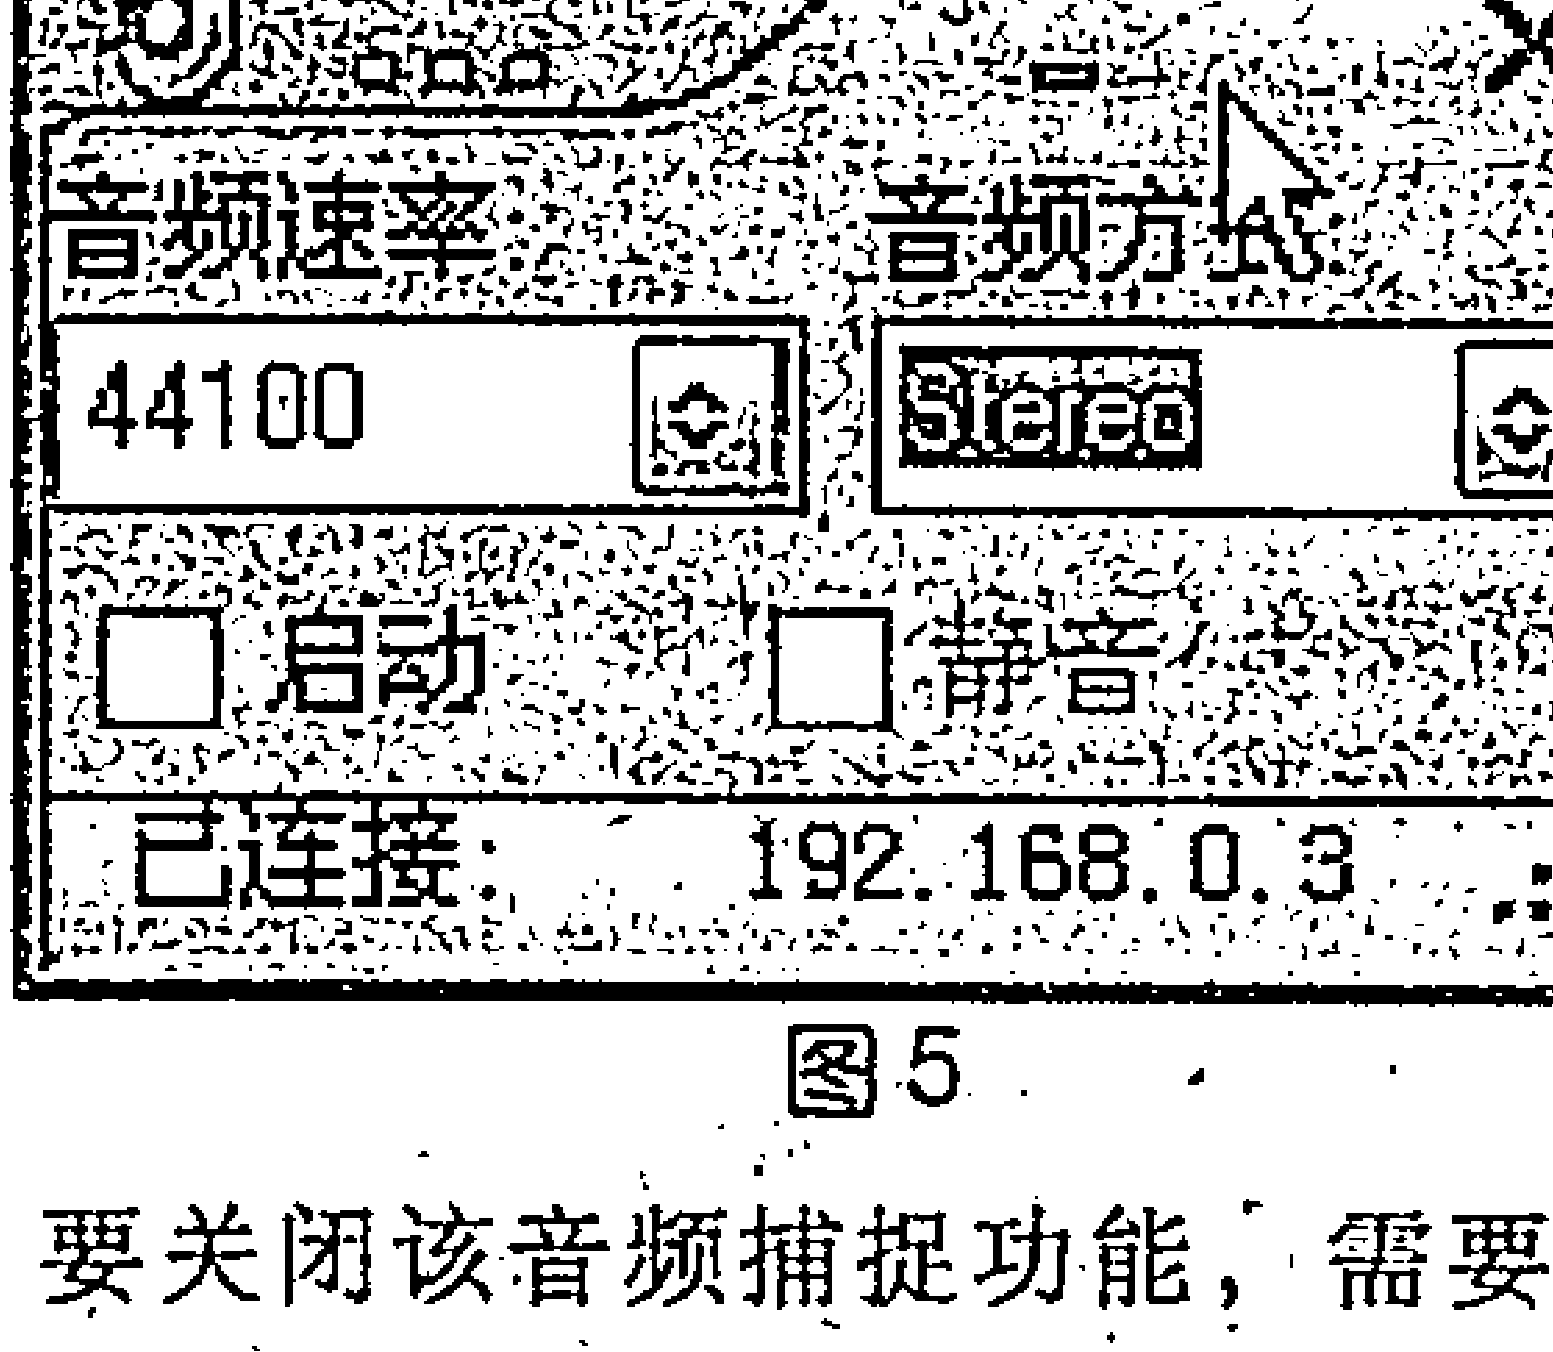 音频速率 音频方式
44100 Stereo
启动 静音
已连接: 192.168.0.3
图5
要关闭该音频捕捉功能，需要